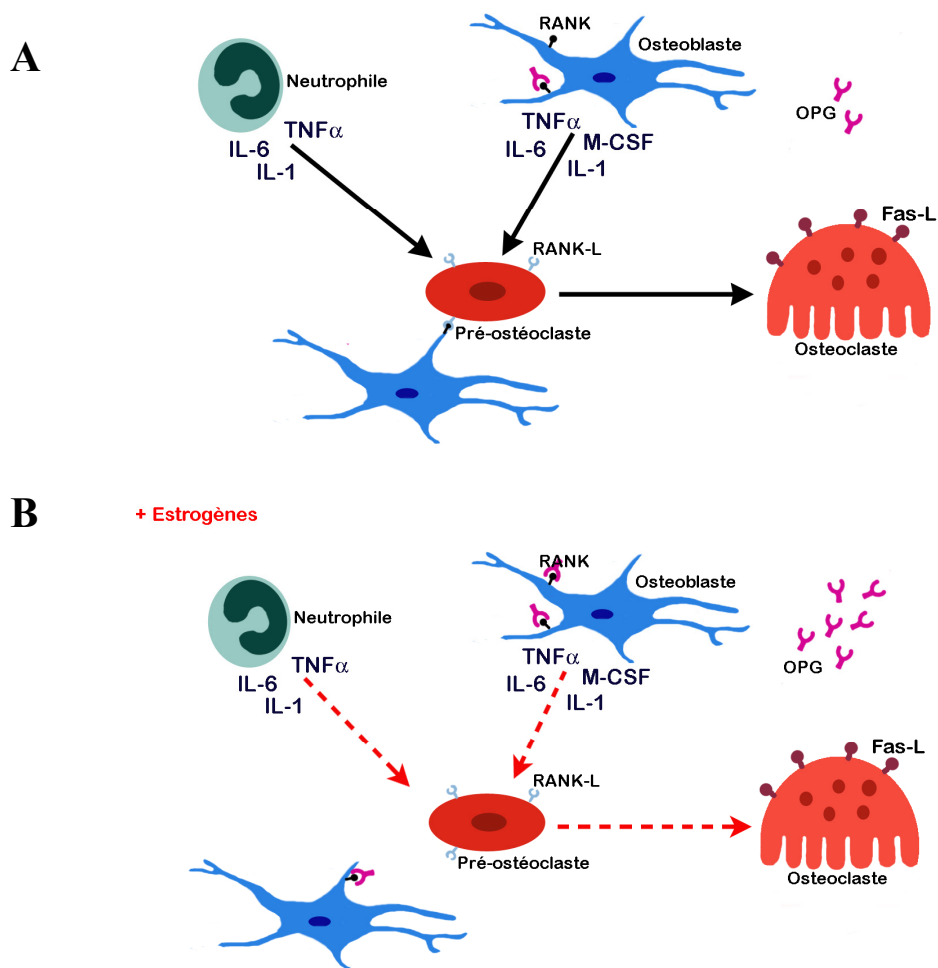 A
RANK
Osteoblaste
Neutrophile
OPG
TNFα
IL-6
IL-1
TNFα
M-CSF
IL-6
IL-1
Fas-L
RANK-L
Pré-ostéoclaste
Osteoclaste
B
+ Estrogènes
RANK
Osteoblaste
Neutrophile
OPG
TNFα
IL-6
IL-1
TNFα
M-CSF
IL-6
IL-1
Fas-L
RANK-L
Pré-ostéoclaste
Osteoclaste